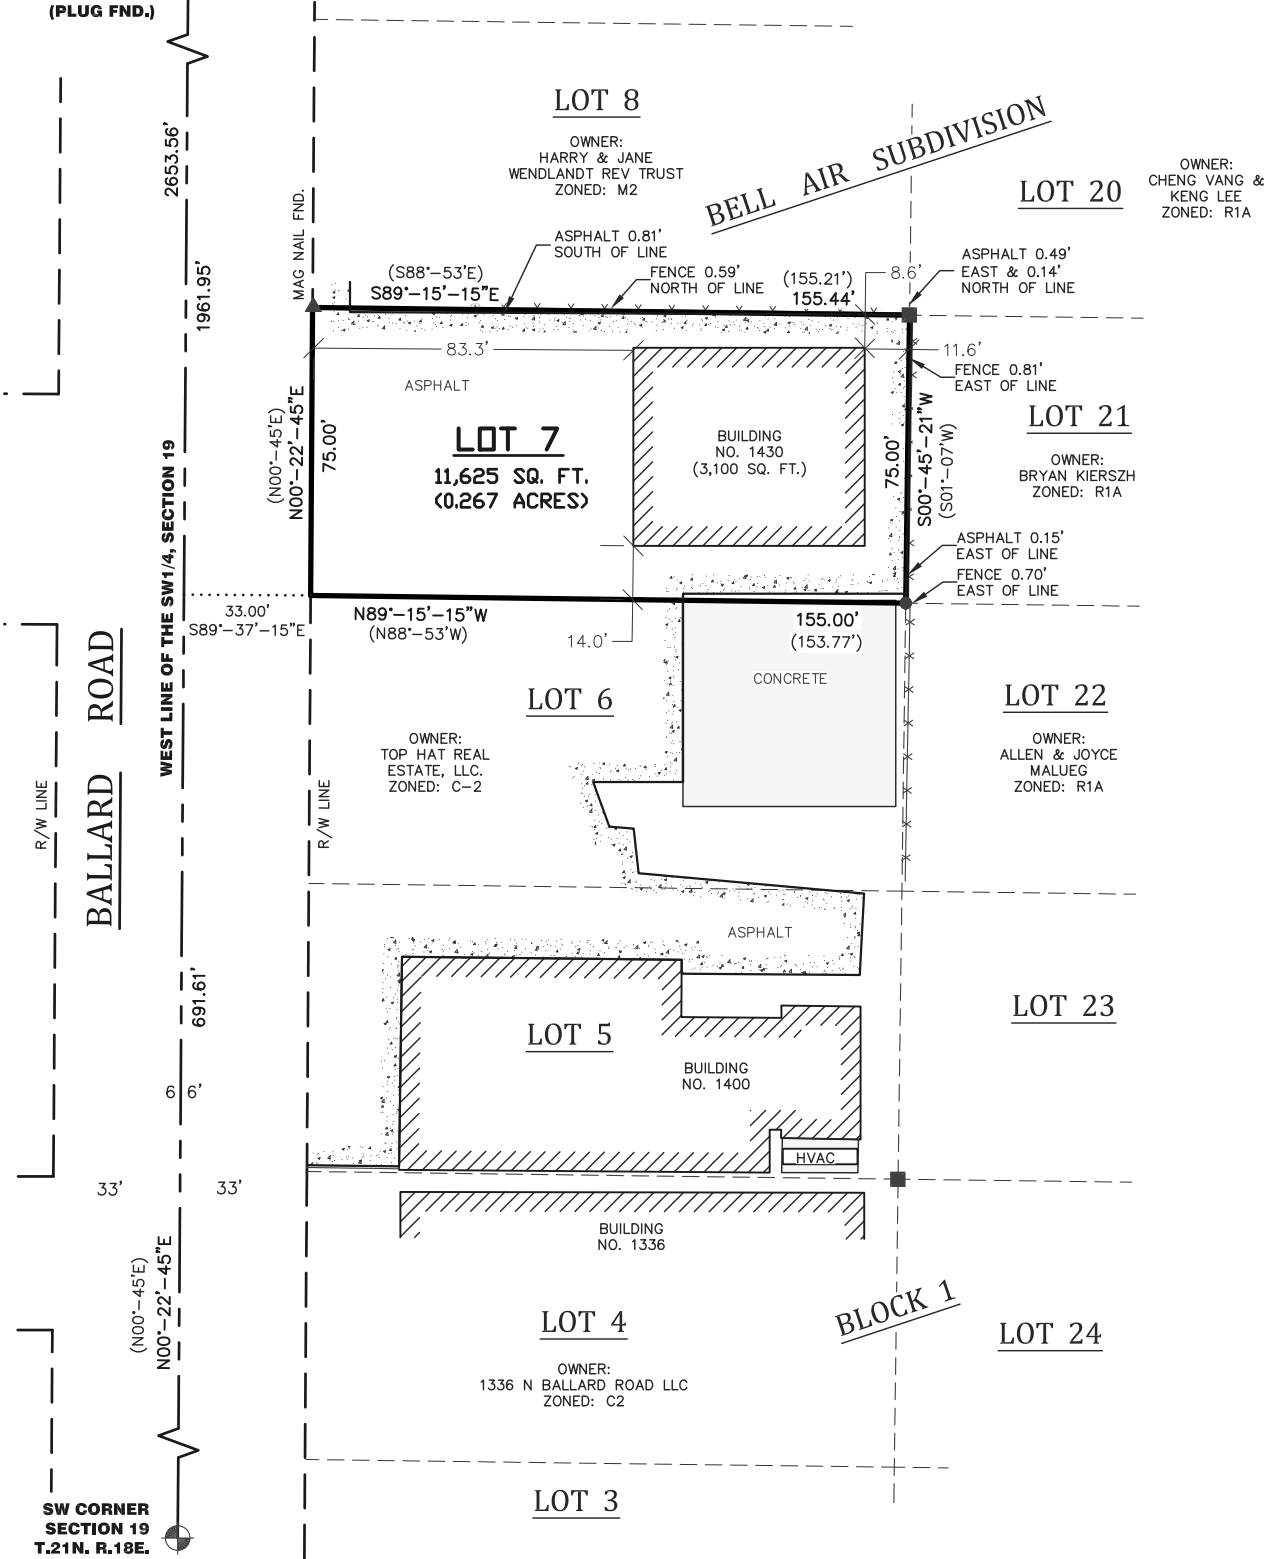 (PLUG FND.)
2653.56'
1961.95'
WEST LINE OF THE SW1/4, SECTION 19
MAG NAIL FND.
LOT 8
OWNER:
HARRY & JANE
WENDLANDT REV TRUST
ZONED: M2
BELL AIR SUBDIVISION
LOT 20
OWNER:
CHENG VANG &
KENG LEE
ZONED: R1A
ASPHALT 0.81'
SOUTH OF LINE
(S88°-53'E)
S89°-15'-15"E
FENCE 0.59'
NORTH OF LINE
(155.21')
155.44'
8.6'
ASPHALT 0.49'
EAST & 0.14'
NORTH OF LINE
83.3'
11.6'
ASPHALT
FENCE 0.81'
EAST OF LINE
(N00°-45'E)
N00°-22'-45"E
75.00'
LOT 7
11,625 SQ. FT.
(0.267 ACRES)
BUILDING
NO. 1430
(3,100 SQ. FT.)
75.00'
S00°-45'-21"W
(S01°-07'W)
LOT 21
OWNER:
BRYAN KIERSZH
ZONED: R1A
ASPHALT 0.15'
EAST OF LINE
FENCE 0.70'
EAST OF LINE
33.00'
S89°-37'-15"E
N89°-15'-15"W
(N88°-53'W)
14.0'
155.00'
(153.77')
CONCRETE
BALLARD ROAD
R/W LINE
R/W LINE
LOT 6
OWNER:
TOP HAT REAL
ESTATE, LLC.
ZONED: C-2
LOT 22
OWNER:
ALLEN & JOYCE
MALUEG
ZONED: R1A
ASPHALT
691.61'
LOT 5
BUILDING
NO. 1400
LOT 23
66'
HVAC
33'
33'
BUILDING
NO. 1336
(N00°-45'E)
N00°-22'-45"E
LOT 4
OWNER:
1336 N BALLARD ROAD LLC
ZONED: C2
BLOCK 1
LOT 24
LOT 3
SW CORNER
SECTION 19
T.21N. R.18E.